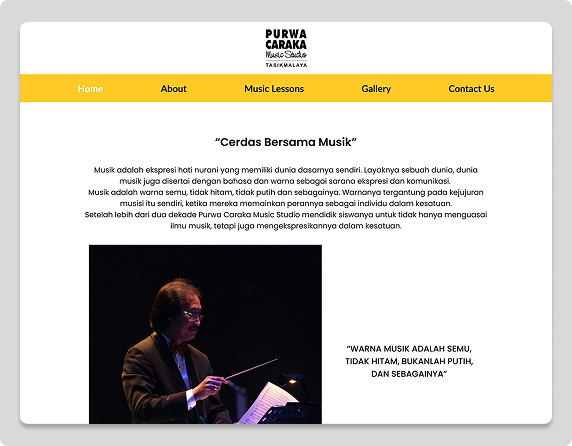 PURWA
CARAKA
Music Studio
TASIKMALAYA
Home About Music Lessons Gallery Contact Us
“Cerdas Bersama Musik”
Musik adalah ekspresi hati nurani yang memiliki dunia dasarnya sendiri. Layaknya sebuah dunia, dunia
musik juga disertai dengan bahasa dan warna sebagai sarana ekspresi dan komunikasi.
Musik adalah warna semu, tidak hitam, tidak putih dan sebagainya. Warnanya tergantung pada kejujuran
musisi itu sendiri, ketika mereka memainkan perannya sebagai individu dalam kesatuan.
Setelah lebih dari dua dekade Purwa Caraka Music Studio mendidik siswanya untuk tidak hanya menguasai
ilmu musik, tetapi juga mengekspresikannya dalam kesatuan.
“WARNA MUSIK ADALAH SEMU,
TIDAK HITAM, BUKANLAH PUTIH,
DAN SEBAGAINYA”